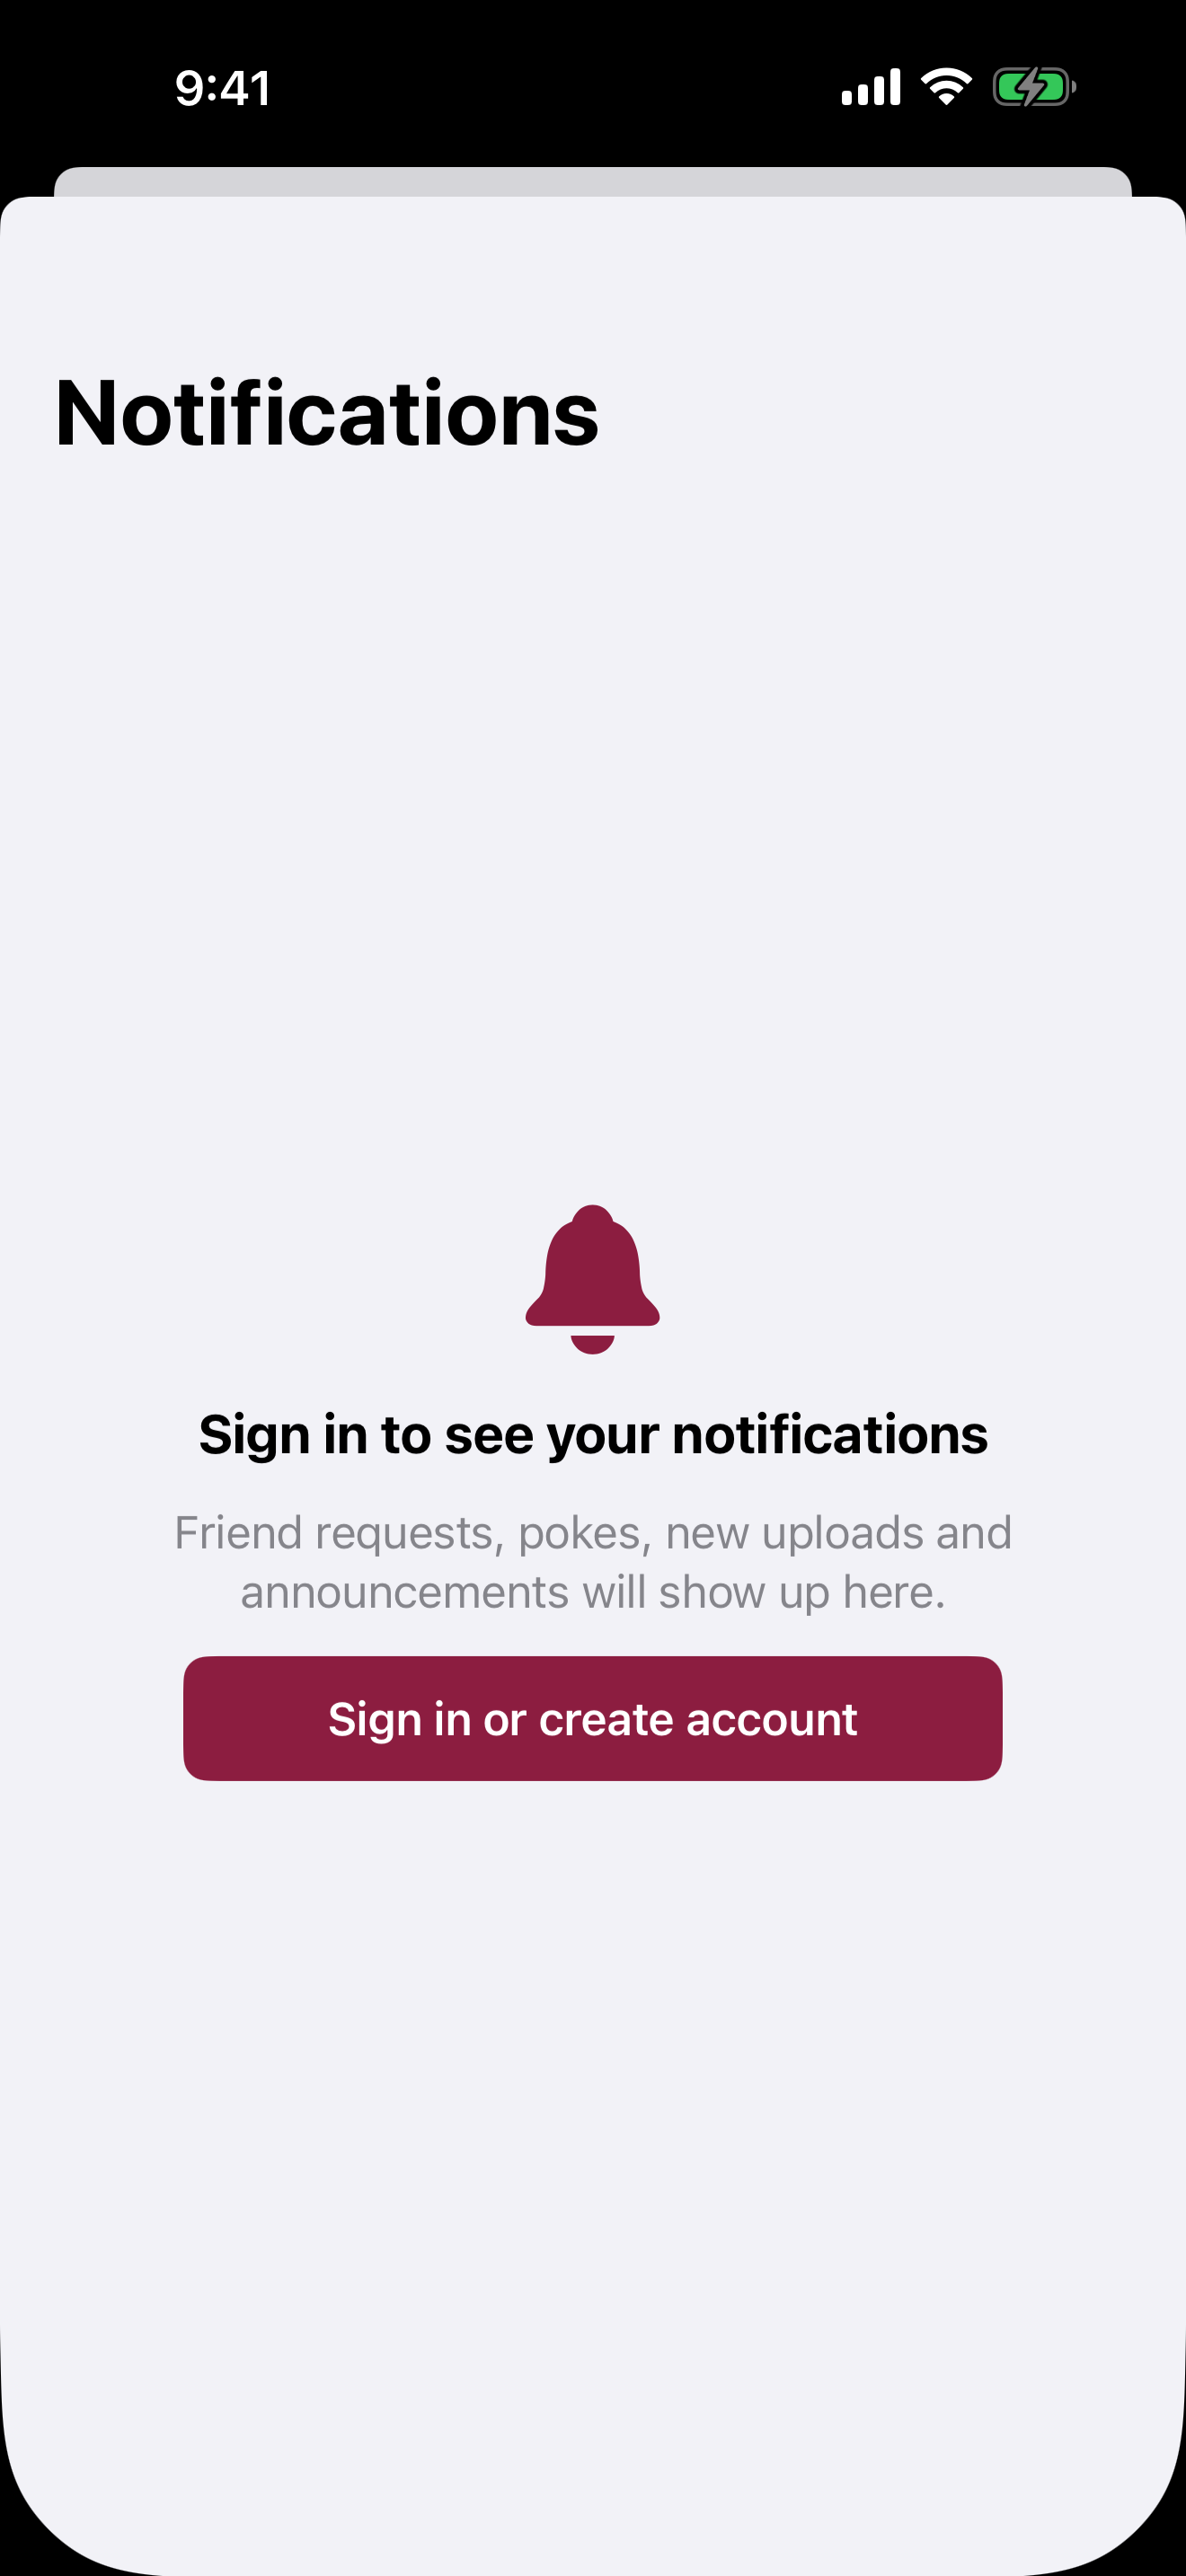 9:41
Notifications
Sign in to see your notifications
Friend requests, pokes, new uploads and
announcements will show up here.
Sign in or create account